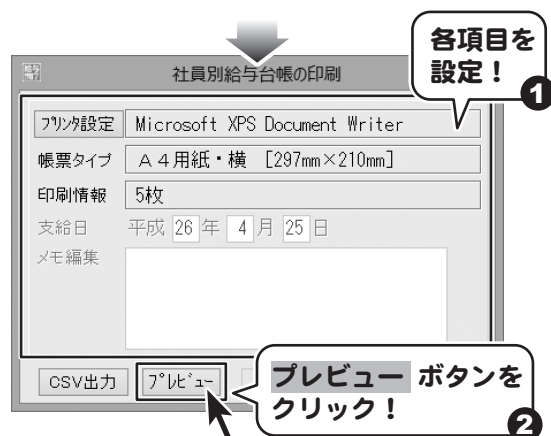 各項目を
設定！
1
社員別給与台帳の印刷
プリンタ設定 Microsoft XPS Document Writer
帳票タイプ A4用紙・横 [297mm×210mm]
印刷情報 5枚
支給日 平成 26 年 4 月 25 日
メモ編集
CSV出力 プレビュー
プレビュー ボタンを
クリック！
2